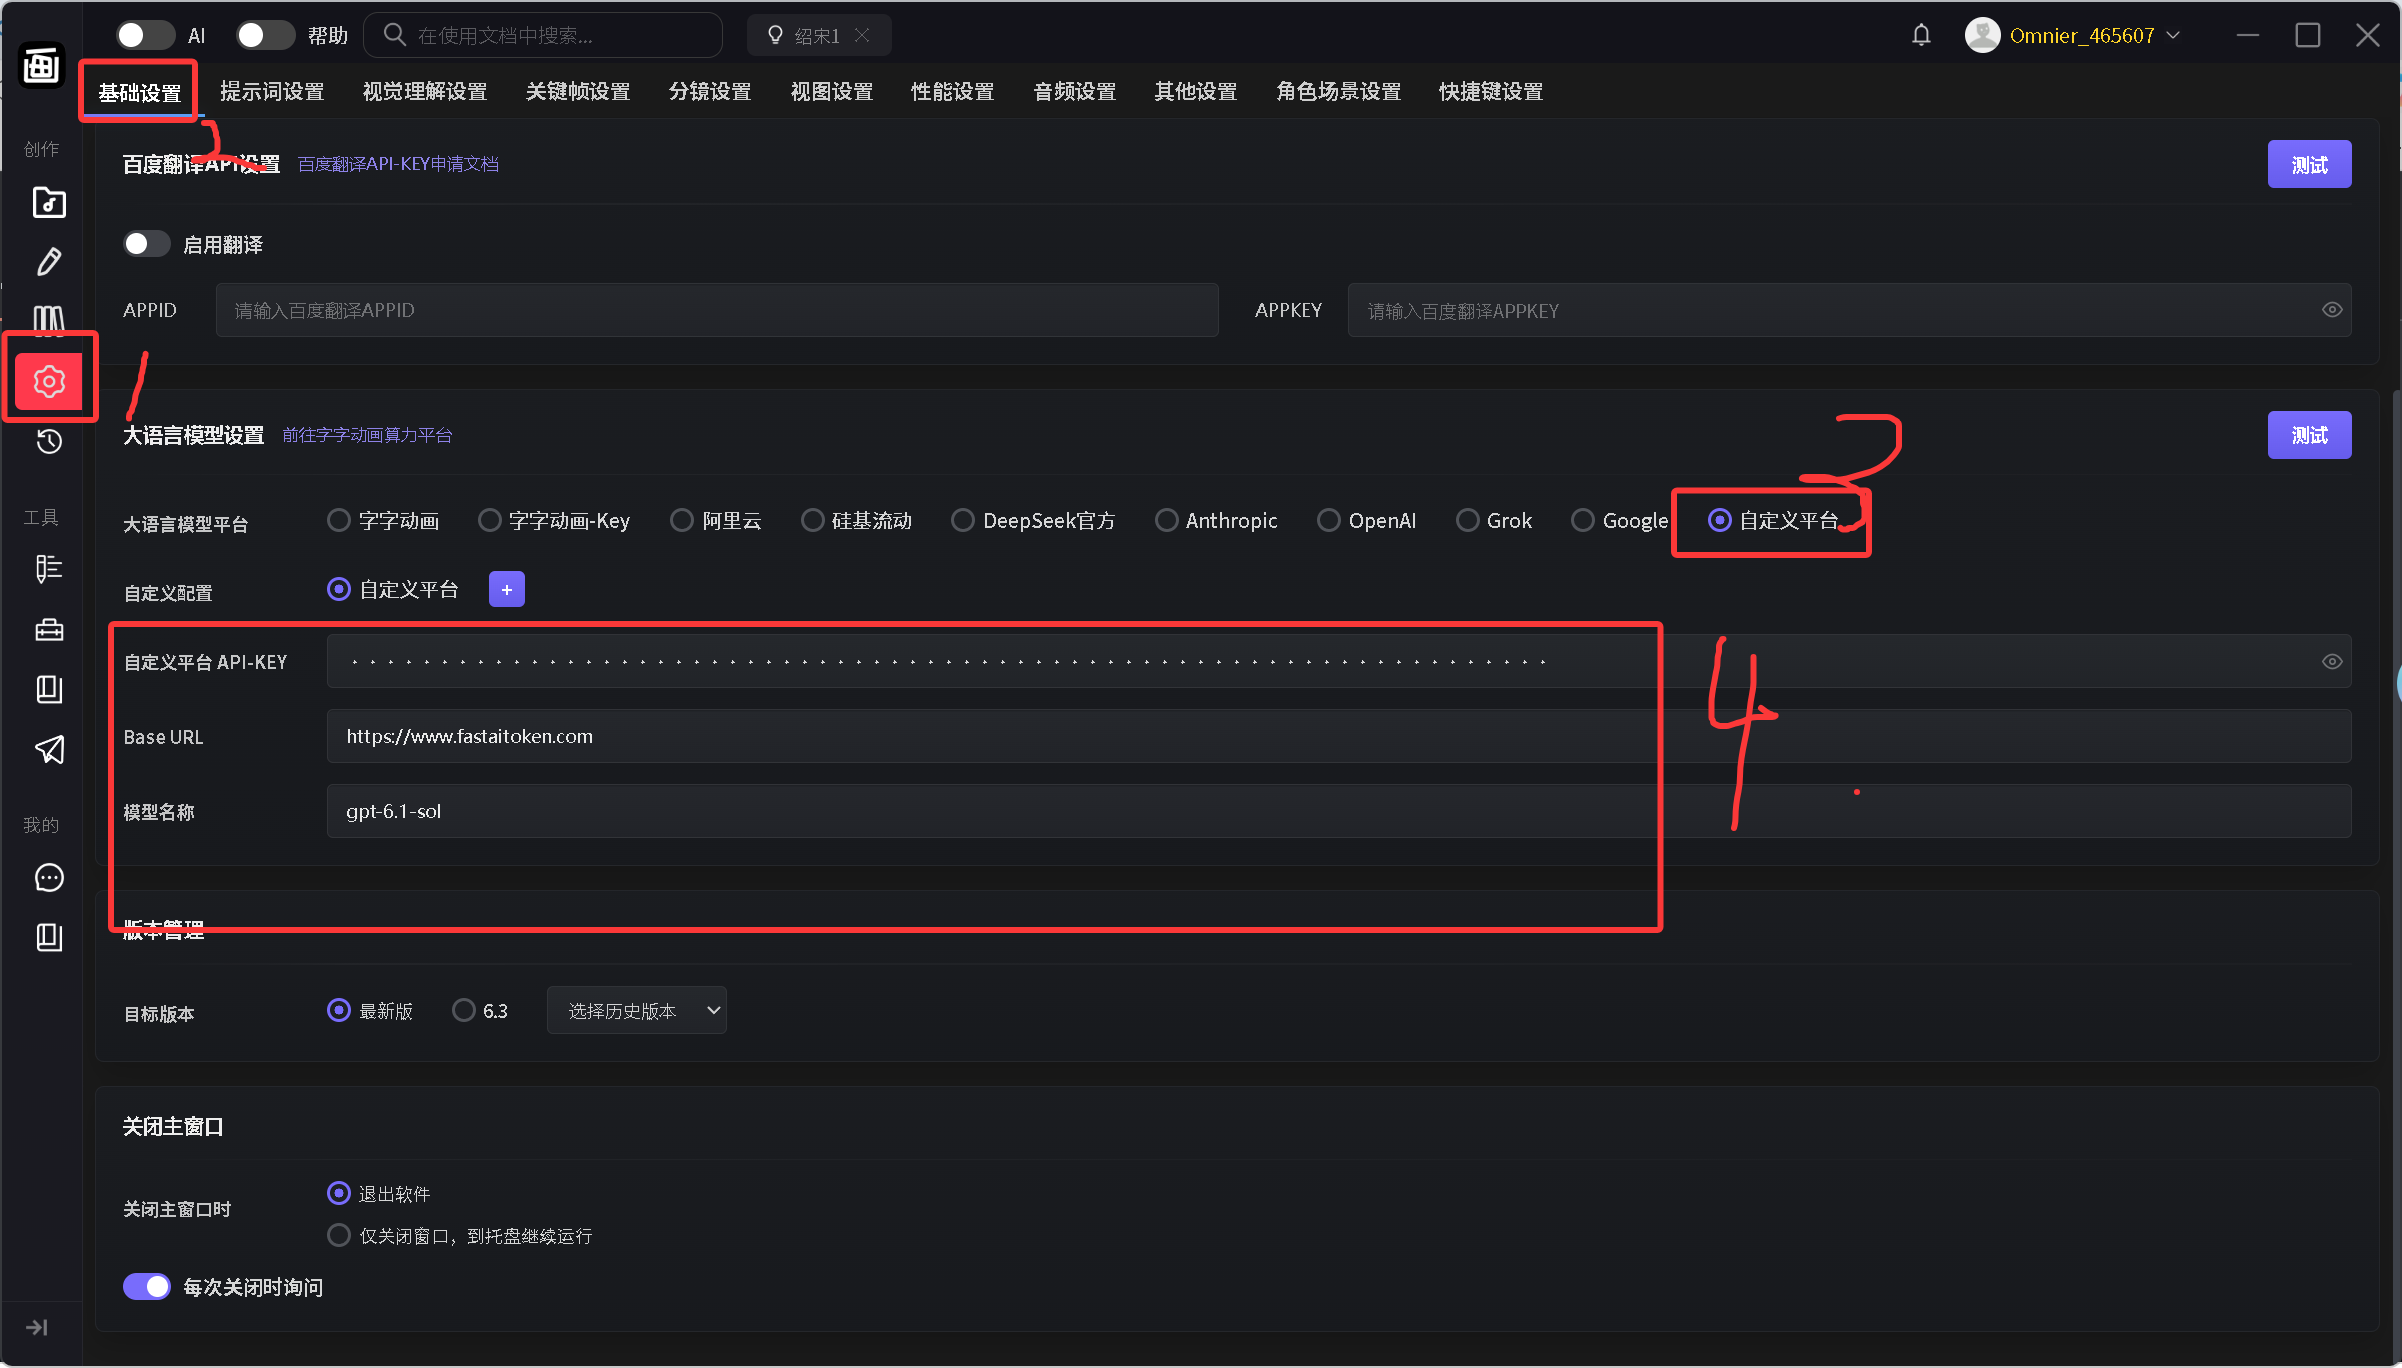 画
AI
帮助
在使用文档中搜索...
绍宋1
Omnier_465607
基础设置
提示词设置
视觉理解设置
关键帧设置
分镜设置
视图设置
性能设置
音频设置
其他设置
角色场景设置
快捷键设置
2
创作
百度翻译API设置
百度翻译API-KEY申请文档
测试
启用翻译
APPID
请输入百度翻译APPID
APPKEY
请输入百度翻译APPKEY
1
大语言模型设置
前往字字动画算力平台
测试
3
工具
大语言模型平台
字字动画
字字动画-Key
阿里云
硅基流动
DeepSeek官方
Anthropic
OpenAI
Grok
Google
自定义平台
自定义配置
自定义平台
+
自定义平台 API-KEY
4
Base URL
https://www.fastaitoken.com
模型名称
gpt-6.1-sol
我的
版本管理
目标版本
最新版
6.3
选择历史版本
关闭主窗口
关闭主窗口时
退出软件
仅关闭窗口，到托盘继续运行
每次关闭时询问